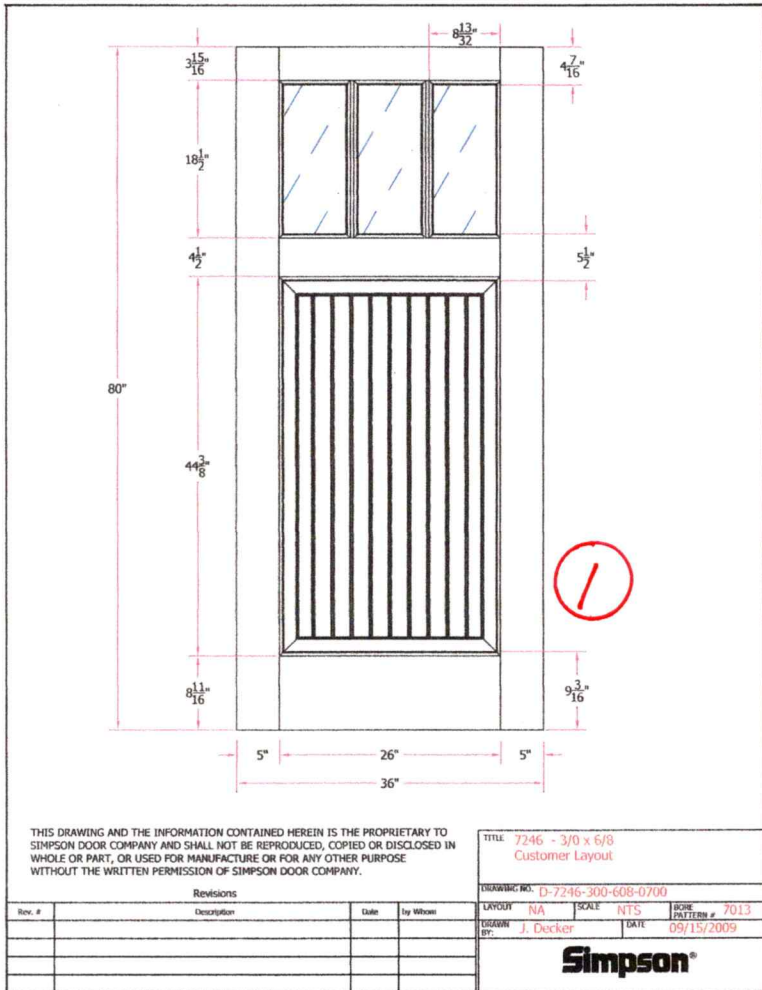 8 13/32"
3 15/16"
4 7/16"
18 1/2"
4 1/2"
5 1/2"
80"
44 3/8"
1
8 11/16"
9 3/16"
5" 26" 5"
36"
THIS DRAWING AND THE INFORMATION CONTAINED HEREIN IS THE PROPRIETARY TO
SIMPSON DOOR COMPANY AND SHALL NOT BE REPRODUCED, COPIED OR DISCLOSED IN
WHOLE OR PART, OR USED FOR MANUFACTURE OR FOR ANY OTHER PURPOSE
WITHOUT THE WRITTEN PERMISSION OF SIMPSON DOOR COMPANY.
Revisions
Rev. # Description Date by Whom
TITLE 7246 - 3/0 x 6/8
Customer Layout
DRAWING NO. D-7246-300-608-0700
LAYOUT NA SCALE NTS BORE PATTERN # 7013
DRAWN BY: J. Decker DATE 09/15/2009
Simpson®